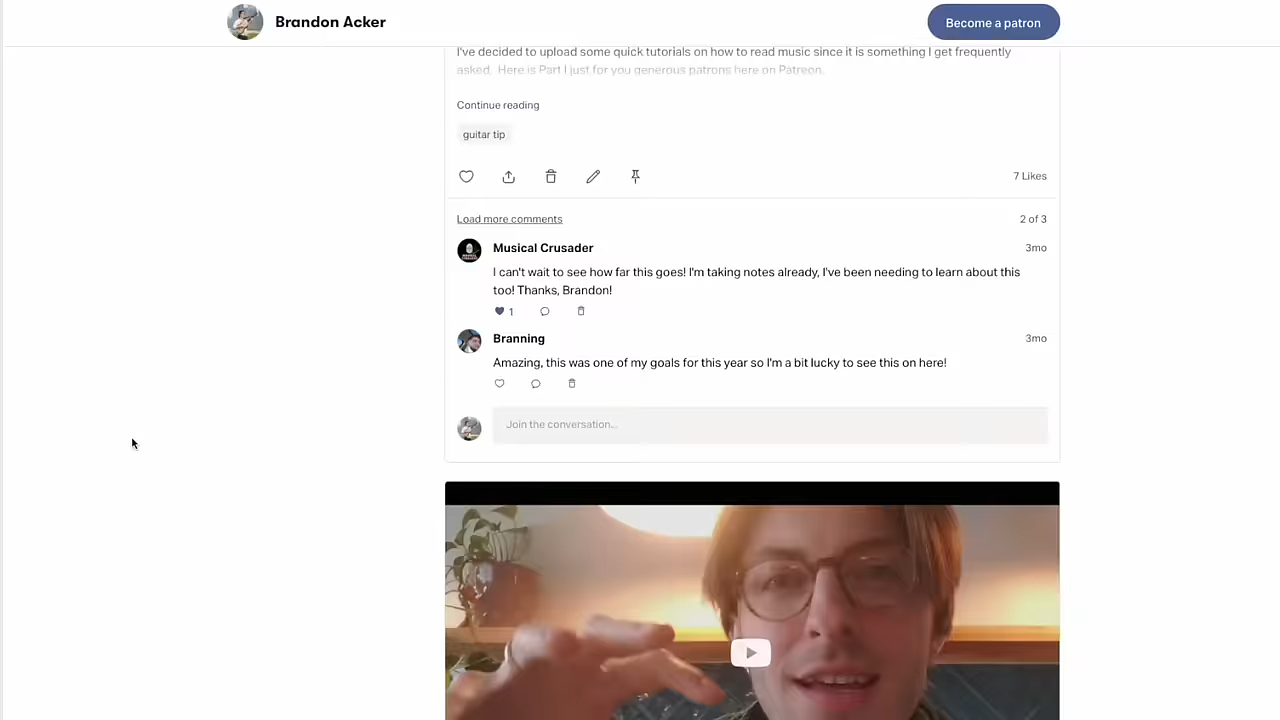 Brandon Acker
Become a patron
I've decided to upload some quick tutorials on how to read music since it is something I get frequently
asked. Here is Part I just for you generous patrons here on Patreon.
Continue reading
guitar tip
7 Likes
Load more comments
2 of 3
Musical Crusader
3mo
I can't wait to see how far this goes! I'm taking notes already, I've been needing to learn about this
too! Thanks, Brandon!
1
Branning
3mo
Amazing, this was one of my goals for this year so I'm a bit lucky to see this on here!
Join the conversation...